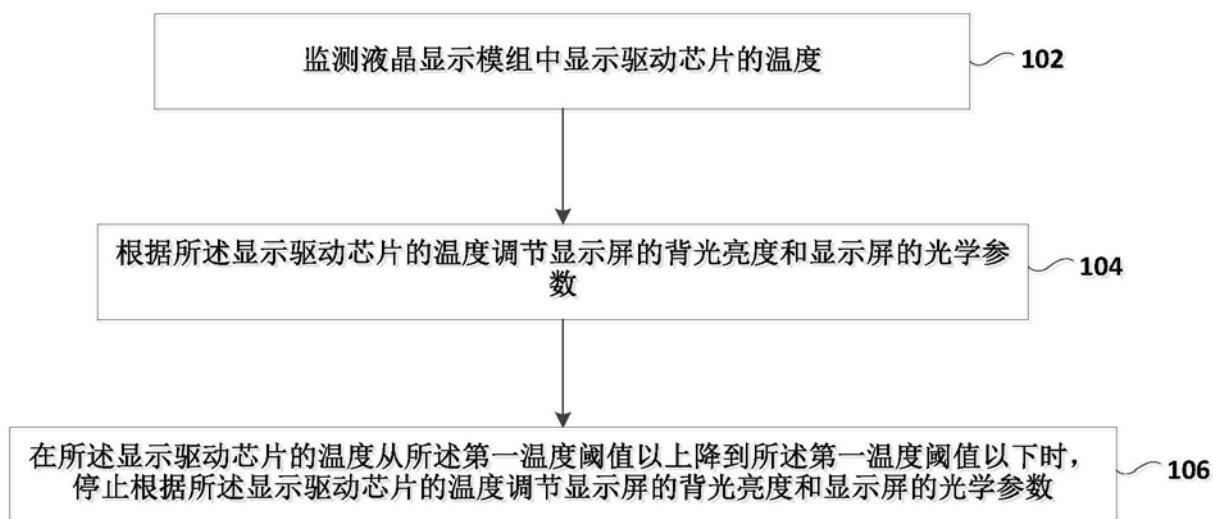 监测液晶显示模组中显示驱动芯片的温度
102
根据所述显示驱动芯片的温度调节显示屏的背光亮度和显示屏的光学参
数
104
在所述显示驱动芯片的温度从所述第一温度阈值以上降到所述第一温度阈值以下时，
停止根据所述显示驱动芯片的温度调节显示屏的背光亮度和显示屏的光学参数
106